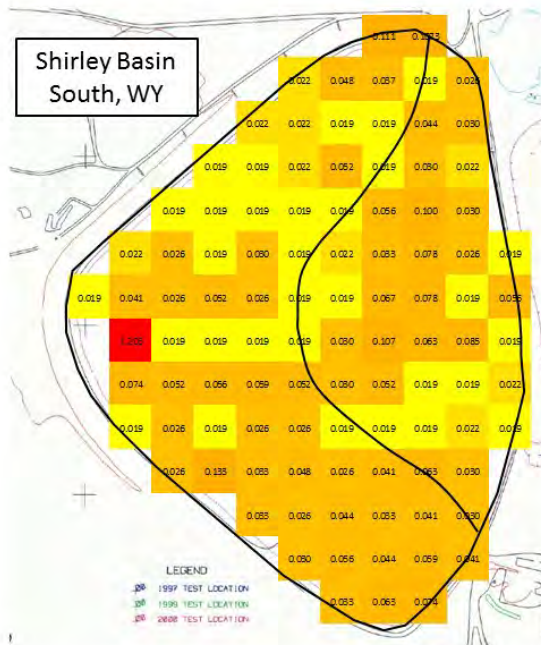 Shirley Basin
South, WY
0.111
0.022 0.048 0.037 0.019 0.026
0.022 0.022 0.019 0.019 0.044 0.030
0.019 0.019 0.022 0.052 0.019 0.030 0.022
0.019 0.019 0.019 0.019 0.019 0.056 0.100 0.030
0.022 0.026 0.019 0.030 0.019 0.022 0.033 0.078 0.026 0.019
0.019 0.041 0.026 0.052 0.026 0.019 0.019 0.067 0.078 0.019
0.019 0.019 0.019 0.019 0.030 0.107 0.063 0.085 0.019
0.074 0.052 0.056 0.059 0.052 0.030 0.052 0.019 0.019 0.022
0.019 0.026 0.019 0.026 0.026 0.019 0.019 0.019 0.022 0.019
0.026 0.135 0.033 0.048 0.026 0.041 0.063 0.030
0.033 0.026 0.044 0.033 0.041 0.030
0.030 0.056 0.044 0.059 0.041
0.033 0.063
LEGEND
1997 TEST LOCATION
1999 TEST LOCATION
2000 TEST LOCATION